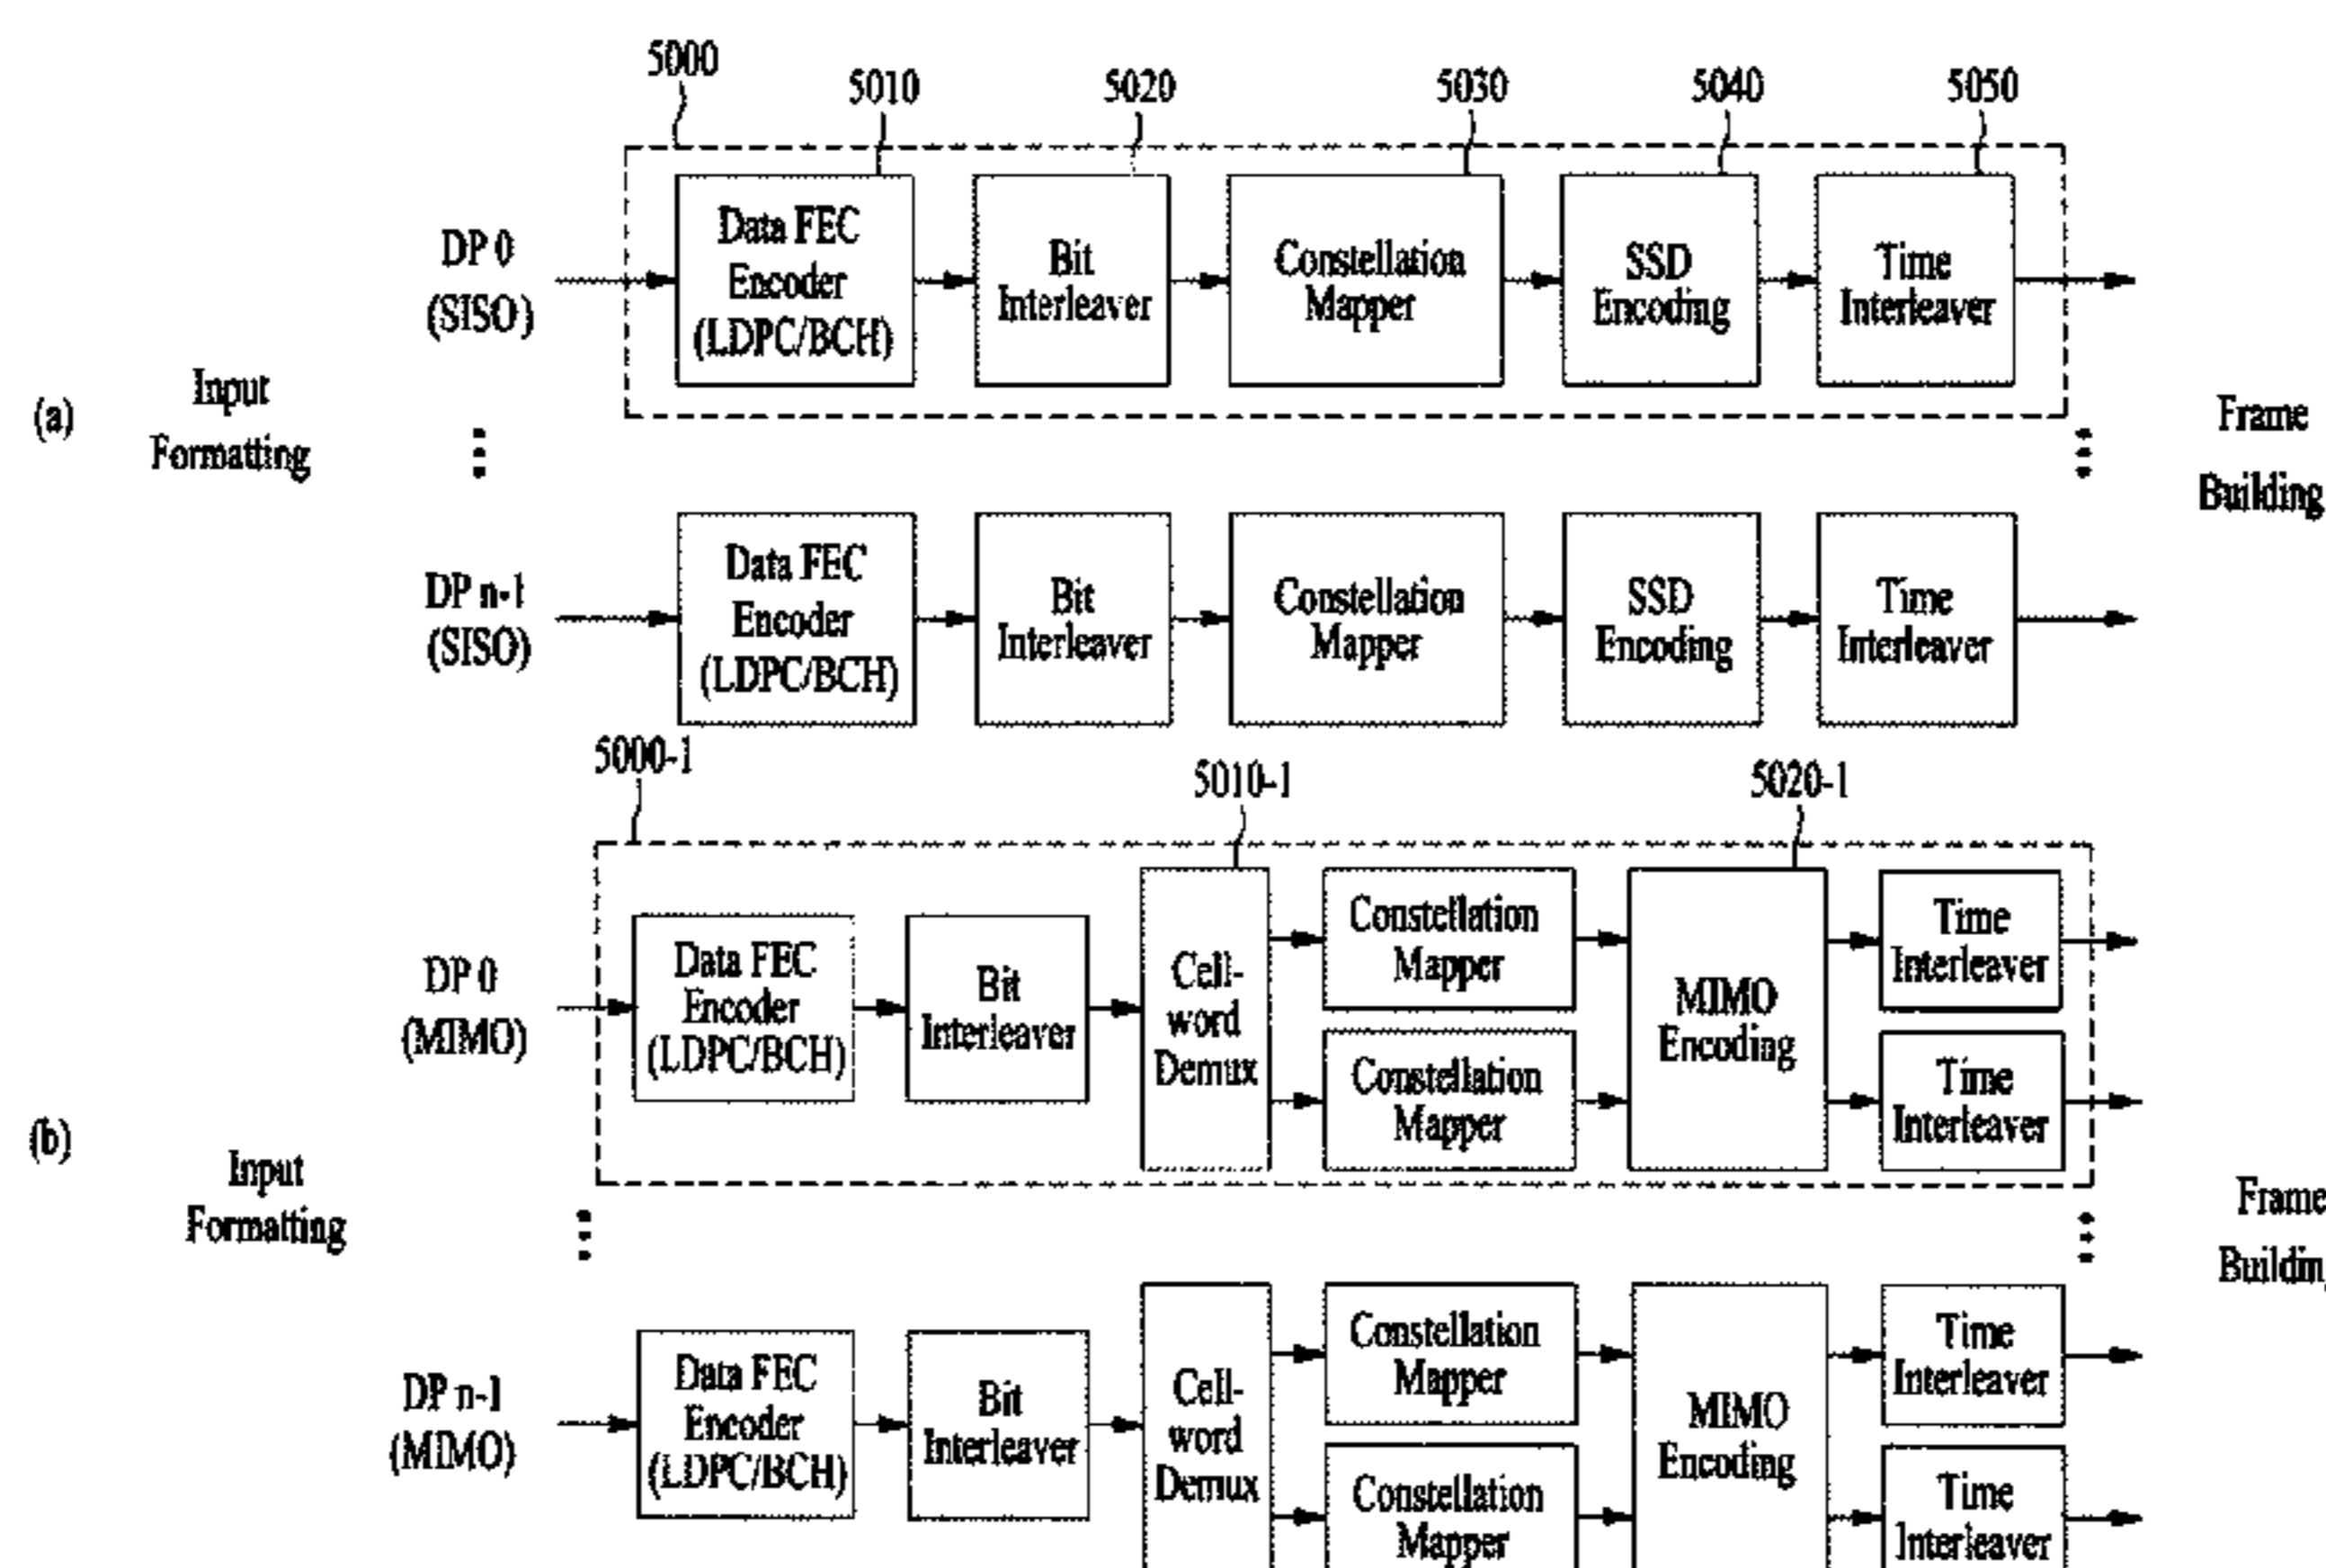 5000
5010
5020
5030
5040
5050
DP 0
(SISO)
Data FEC
Encoder
(LDPC/BCH)
Bit
Interleaver
Constellation
Mapper
SSD
Encoding
Time
Interleaver
(a)
Input
Formatting
Frame
Building
DP n-1
(SISO)
Data FEC
Encoder
(LDPC/BCH)
Bit
Interleaver
Constellation
Mapper
SSD
Encoding
Time
Interleaver
5000-1
5010-1
5020-1
DP 0
(MIMO)
Data FEC
Encoder
(LDPC/BCH)
Bit
Interleaver
Cell-
word
Demux
Constellation
Mapper
Constellation
Mapper
MIMO
Encoding
Time
Interleaver
Time
Interleaver
(b)
Input
Formatting
Frame
Buildin
DP n-1
(MIMO)
Data FEC
Encoder
(LDPC/BCH)
Bit
Interleaver
Cell-
word
Demux
Constellation
Mapper
Constellation
Mapper
MIMO
Encoding
Time
Interleaver
Time
Interleaver